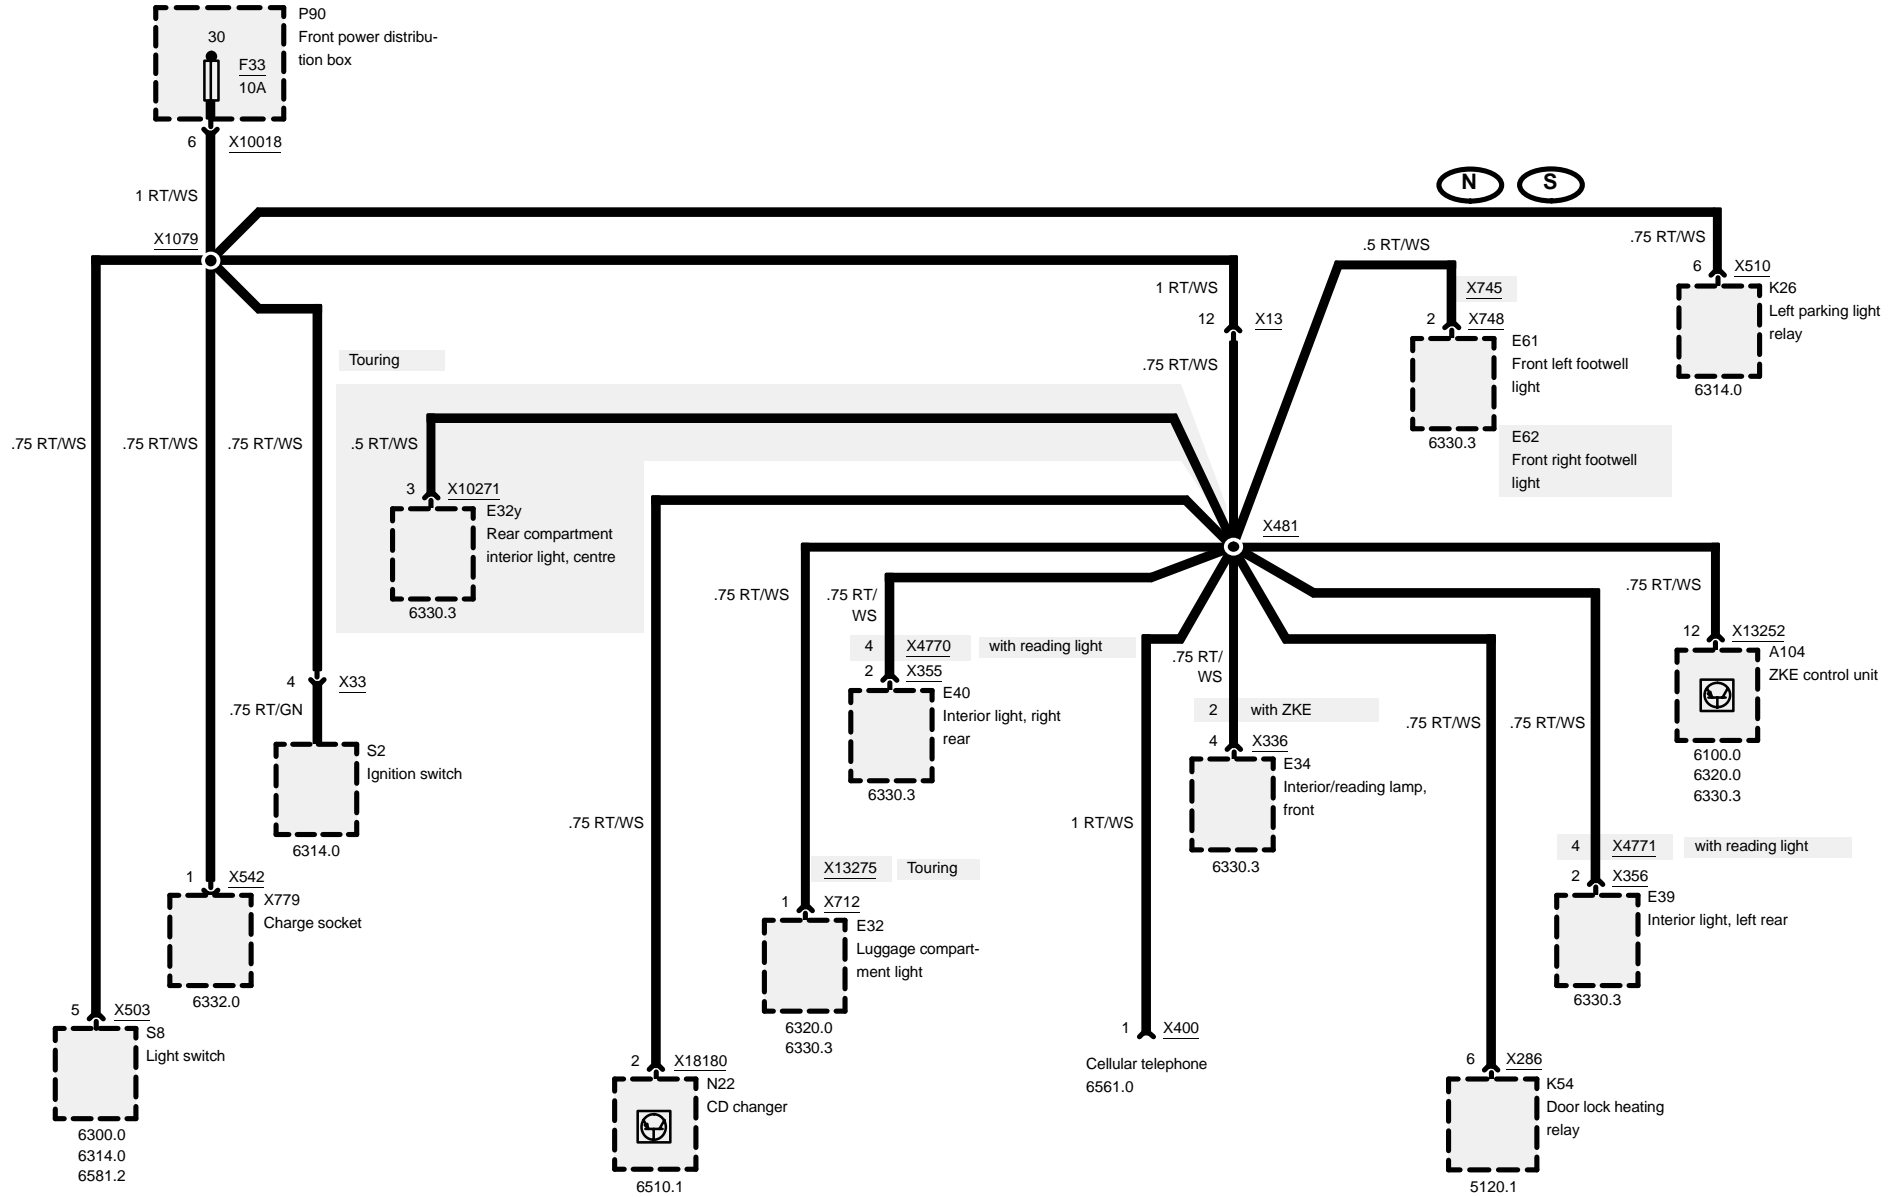 P90
Front power distribu-
tion box
30
F33
10A
6 X10018
1 RT/WS
N S
X1079
.75 RT/WS
.5 RT/WS
6 X510
K26
Left parking light
relay
6314.0
1 RT/WS
X745
12 X13
2 X748
E61
Front left footwell
light
6330.3
E62
Front right footwell
light
Touring
.75 RT/WS
.75 RT/WS
.75 RT/WS
.75 RT/WS
.5 RT/WS
3 X10271
E32y
Rear compartment
interior light, centre
6330.3
X481
.75 RT/WS
.75 RT/
WS
.75 RT/WS
12 X13252
A104
ZKE control unit
6100.0
6320.0
6330.3
4 X4770 with reading light
2 X355
E40
Interior light, right
rear
6330.3
.75 RT/
WS
4 X33
.75 RT/GN
S2
Ignition switch
6314.0
2 with ZKE
4 X336
E34
Interior/reading lamp,
front
6330.3
.75 RT/WS
.75 RT/WS
.75 RT/WS
1 RT/WS
4 X4771 with reading light
2 X356
E39
Interior light, left rear
6330.3
1 X542
X779
Charge socket
6332.0
X13275 Touring
1 X712
E32
Luggage compart-
ment light
6320.0
6330.3
5 X503
S8
Light switch
6300.0
6314.0
6581.2
2 X18180
N22
CD changer
6510.1
1 X400
Cellular telephone
6561.0
6 X286
K54
Door lock heating
relay
5120.1